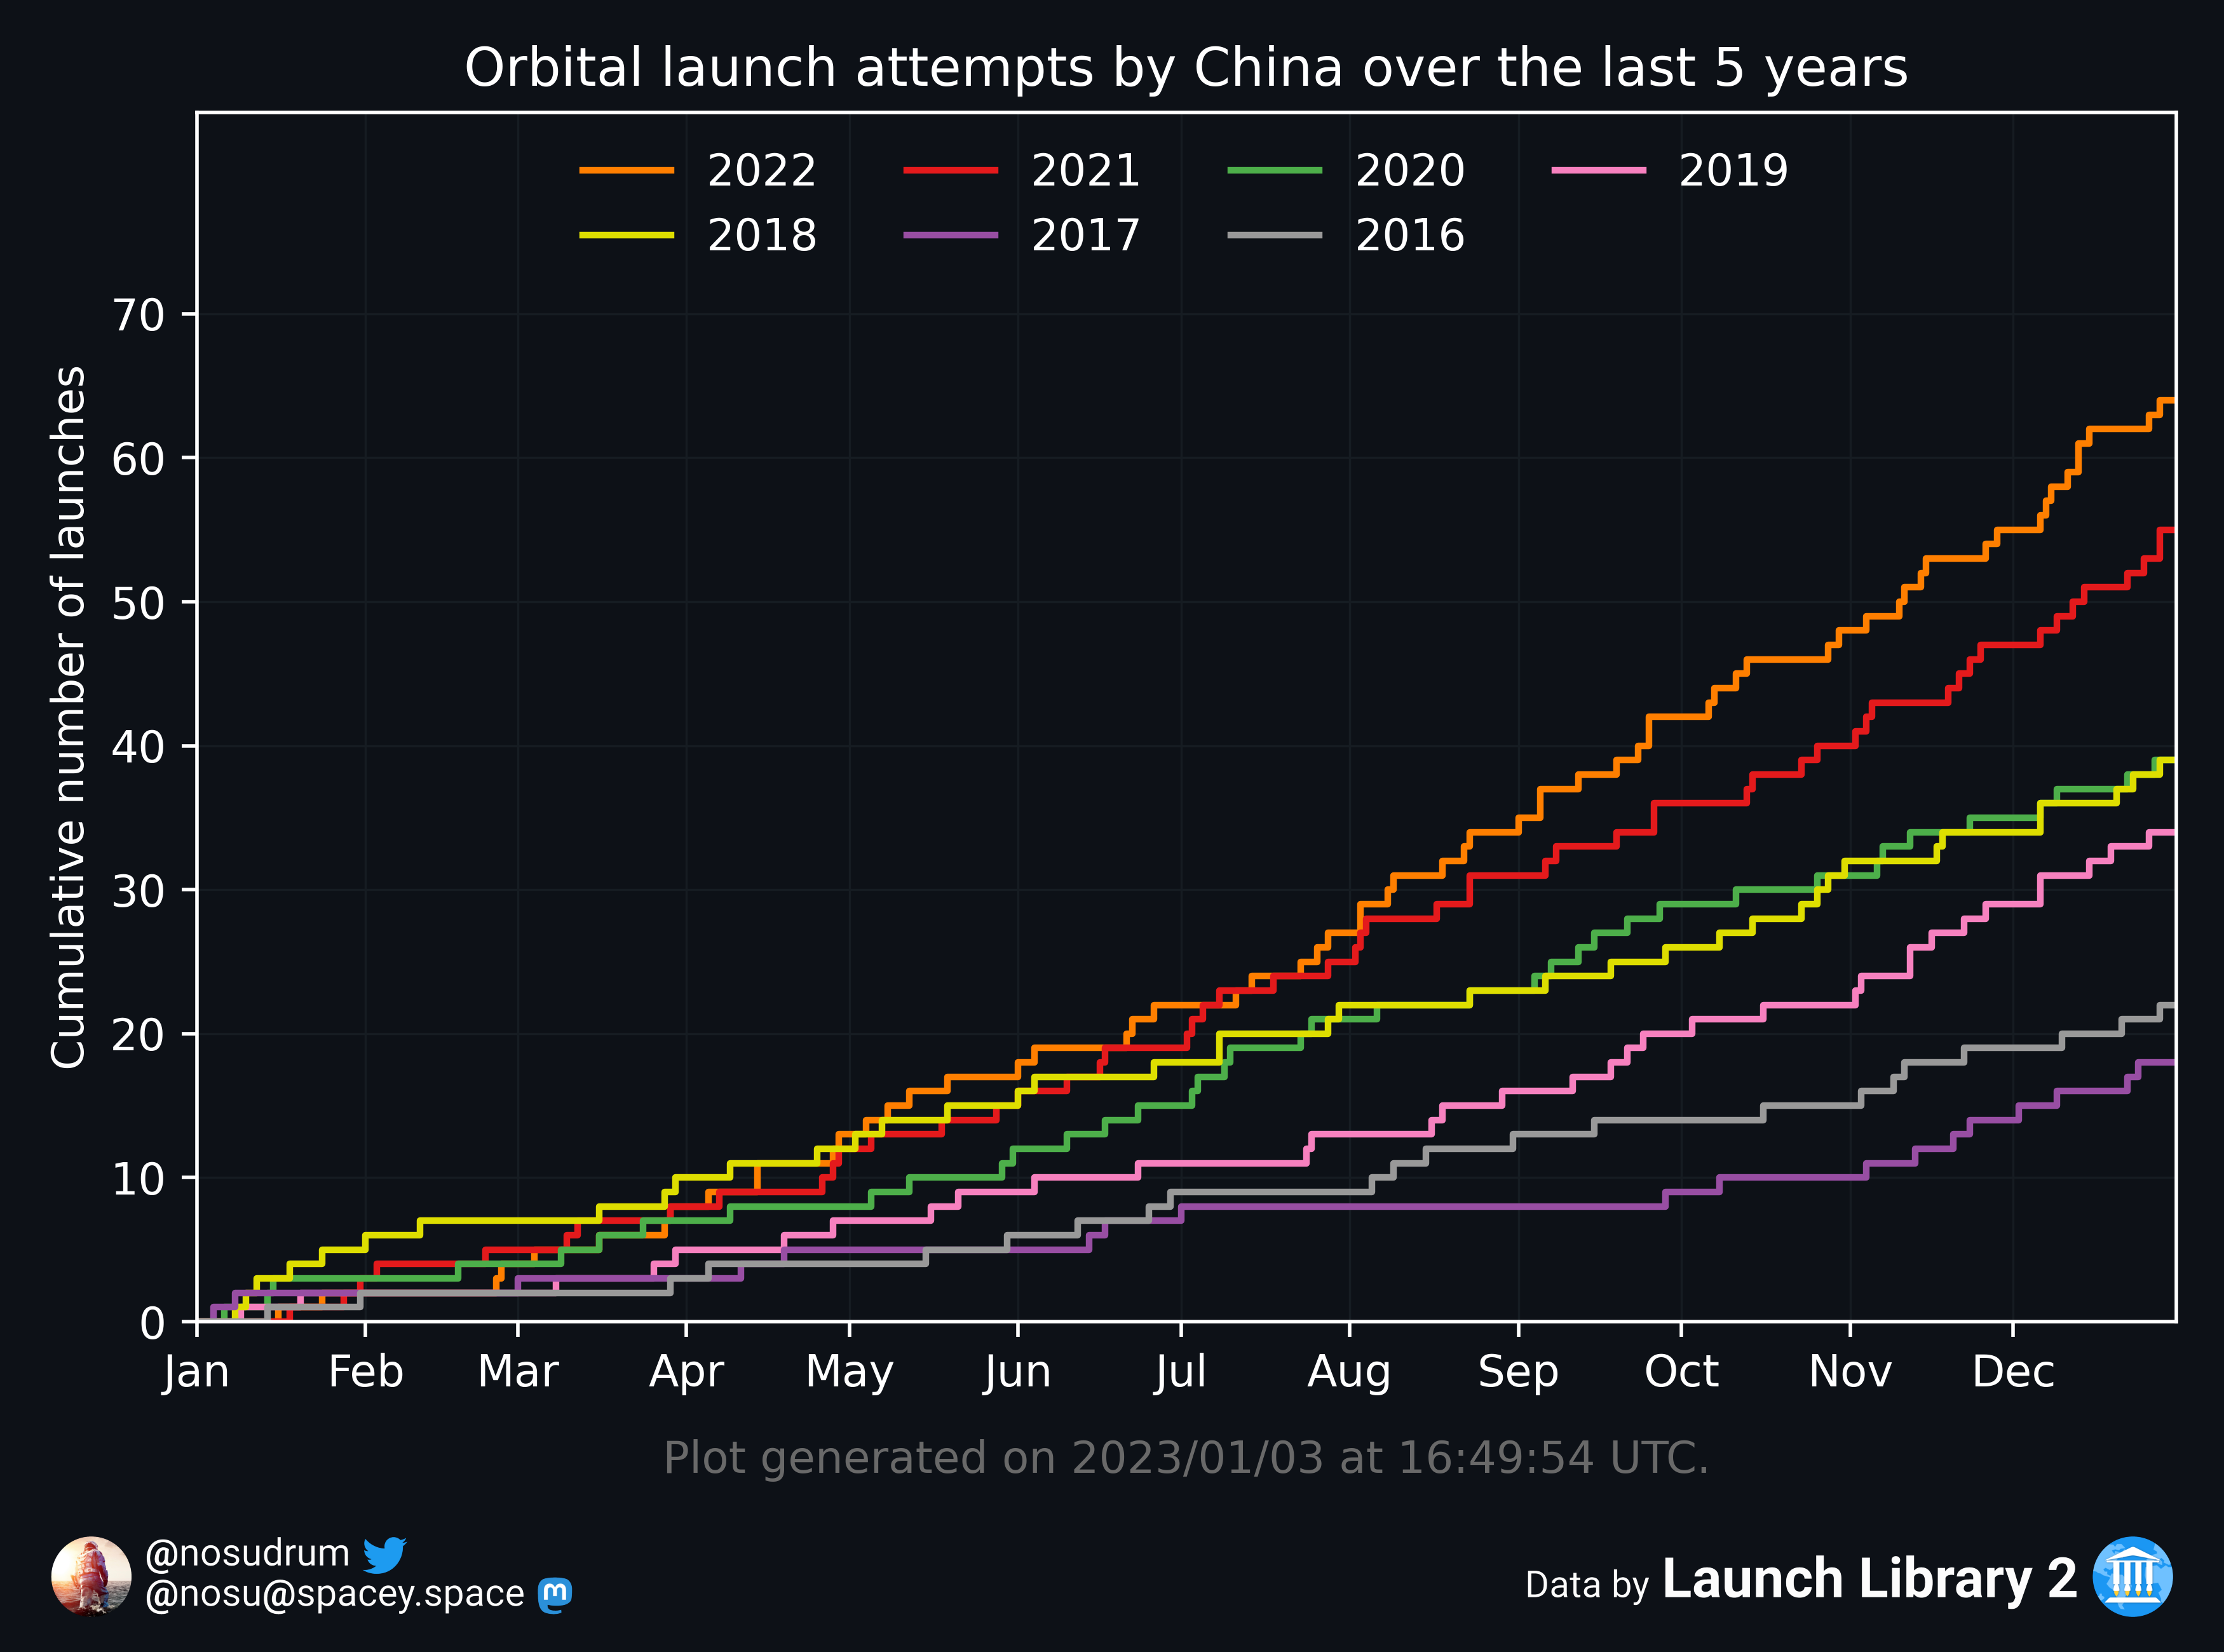 Orbital launch attempts by China over the last 5 years
2022 2021 2020 2019
2018 2017 2016
Cumulative number of launches
70
60
50
40
30
20
10
0
Jan Feb Mar Apr May Jun Jul Aug Sep Oct Nov Dec
Plot generated on 2023/01/03 at 16:49:54 UTC.
@nosudrum
@nosu@spacey.space
Data by Launch Library 2